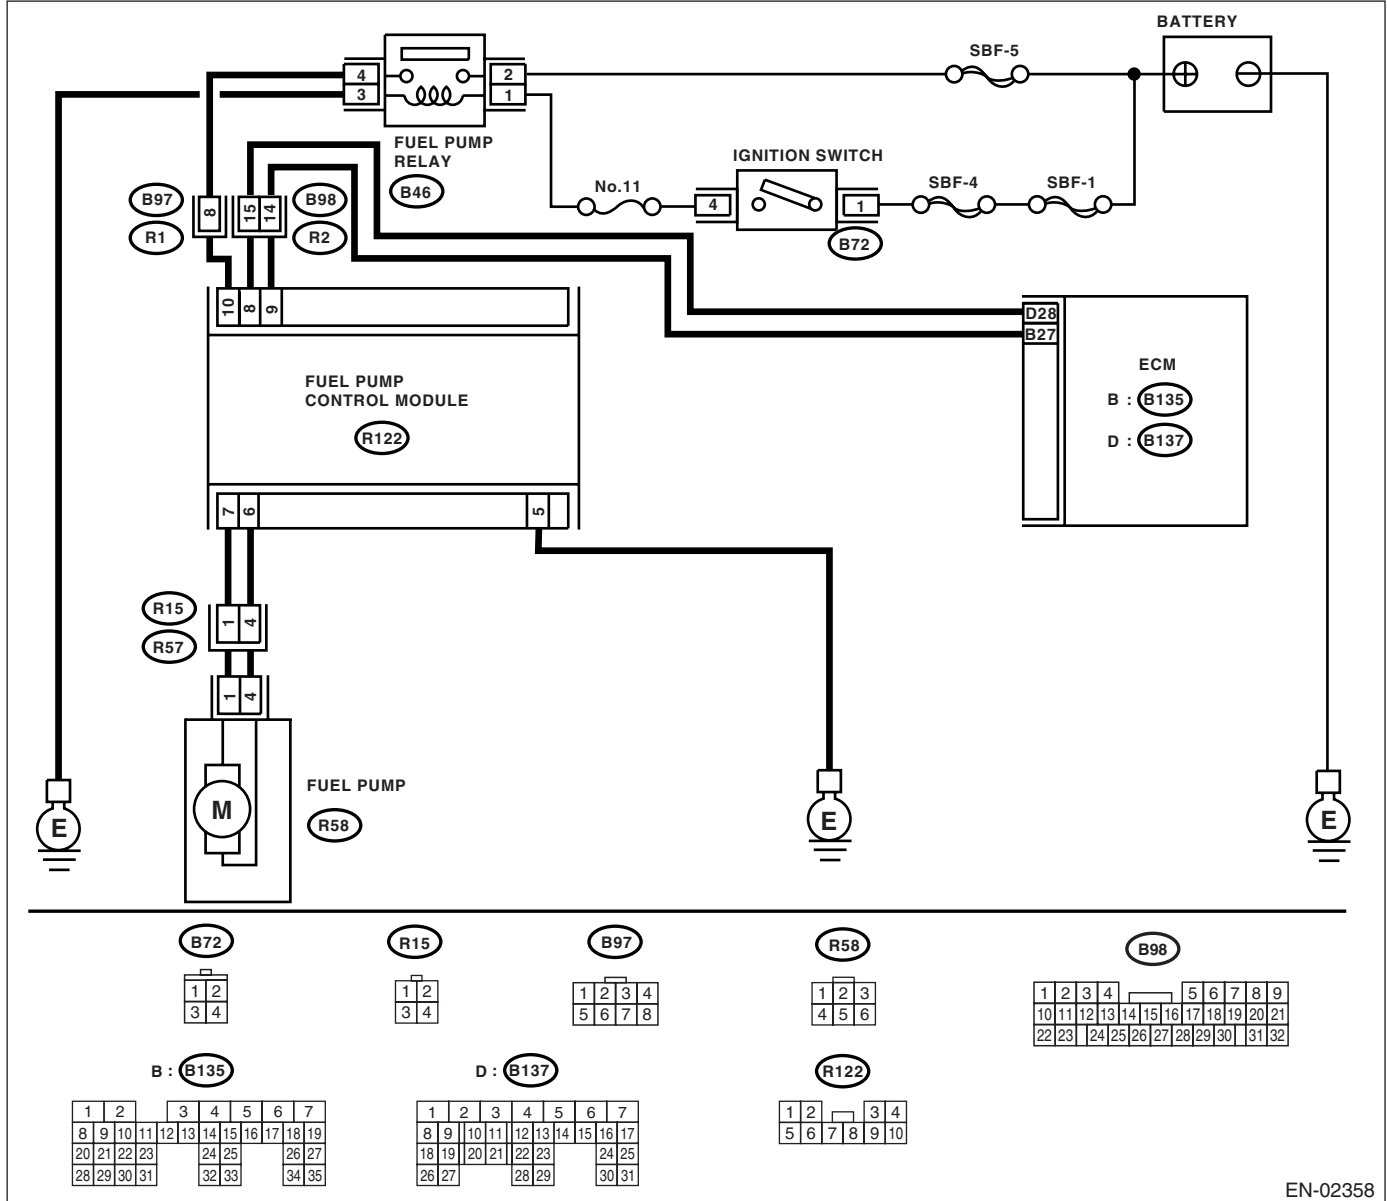 BATTERY
SBF-5
4 2
3 1
FUEL PUMP
RELAY
B46
IGNITION SWITCH
No.11
4 1
SBF-4
SBF-1
B72
B97
R1
8
15 14
B98
R2
10 8 9
FUEL PUMP
CONTROL MODULE
R122
D28
B27
ECM
B : B135
D : B137
7 6 5
R15
R57
1 4
1 4
M
FUEL PUMP
R58
E
E
E
B72
1 2
3 4
R15
1 2
3 4
B97
1 2 3 4
5 6 7 8
R58
1 2 3
4 5 6
B98
1 2 3 4 5 6 7 8 9
10 11 12 13 14 15 16 17 18 19 20 21
22 23 24 25 26 27 28 29 30 31 32
B : B135
1 2 3 4 5 6 7
8 9 10 11 12 13 14 15 16 17 18 19
20 21 22 23 24 25 26 27
28 29 30 31 32 33 34 35
D : B137
1 2 3 4 5 6 7
8 9 10 11 12 13 14 15 16 17
18 19 20 21 22 23 24 25
26 27 28 29 30 31
R122
1 2 3 4
5 6 7 8 9 10
EN-02358